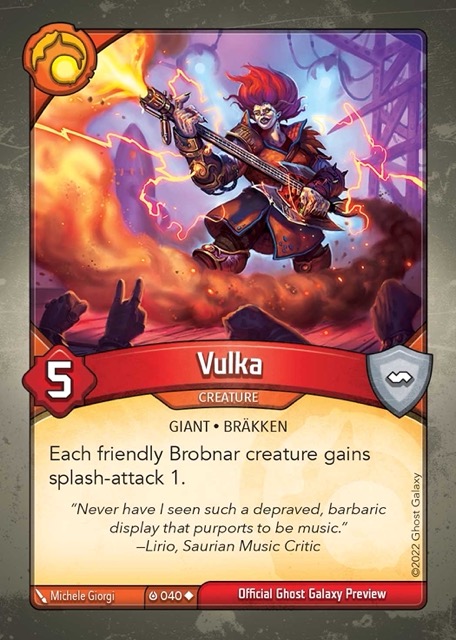 Vulka
5
CREATURE
GIANT • BRÄKKEN
Each friendly Brobnar creature gains
splash-attack 1.
“Never have I seen such a depraved, barbaric
display that purports to be music.”
—Lirio, Saurian Music Critic
©2022 Ghost Galaxy
Michele Giorgi
040
Official Ghost Galaxy Preview